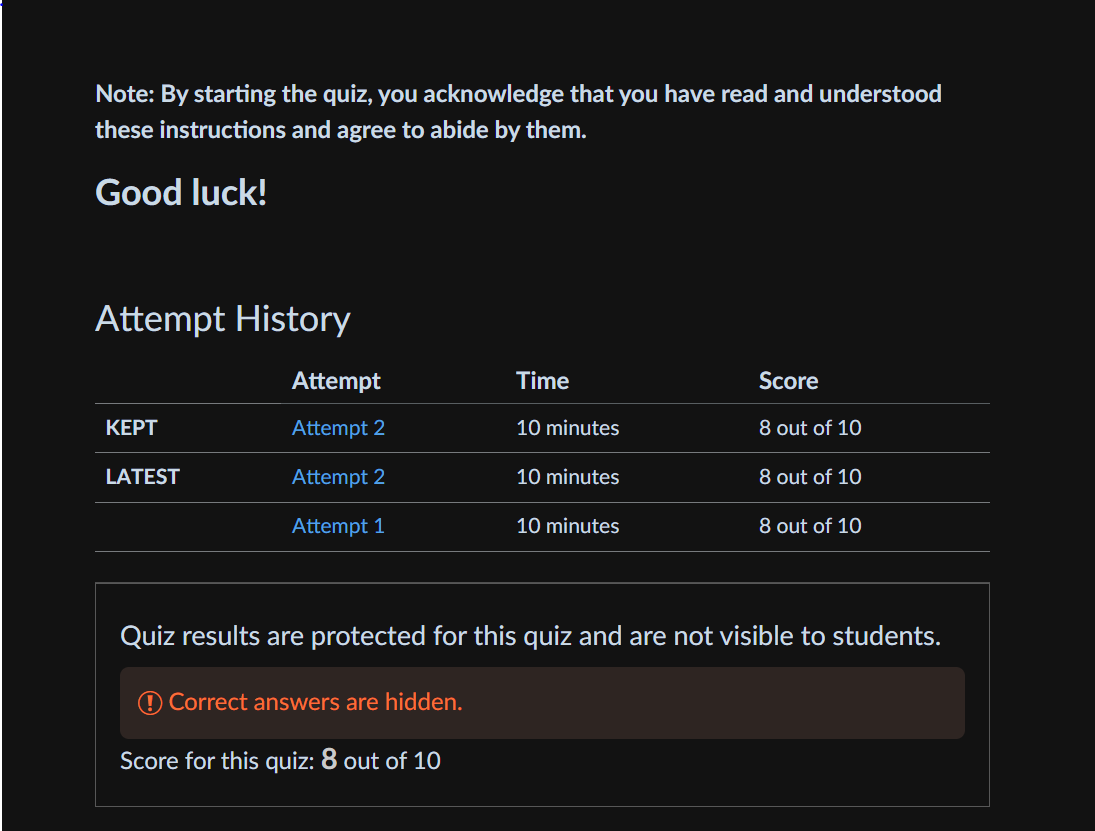 Note: By starting the quiz, you acknowledge that you have read and understood
these instructions and agree to abide by them.
Good luck!
Attempt History
Attempt Time Score
KEPT Attempt 2 10 minutes 8 out of 10
LATEST Attempt 2 10 minutes 8 out of 10
Attempt 1 10 minutes 8 out of 10
Quiz results are protected for this quiz and are not visible to students.
Correct answers are hidden.
Score for this quiz: 8 out of 10